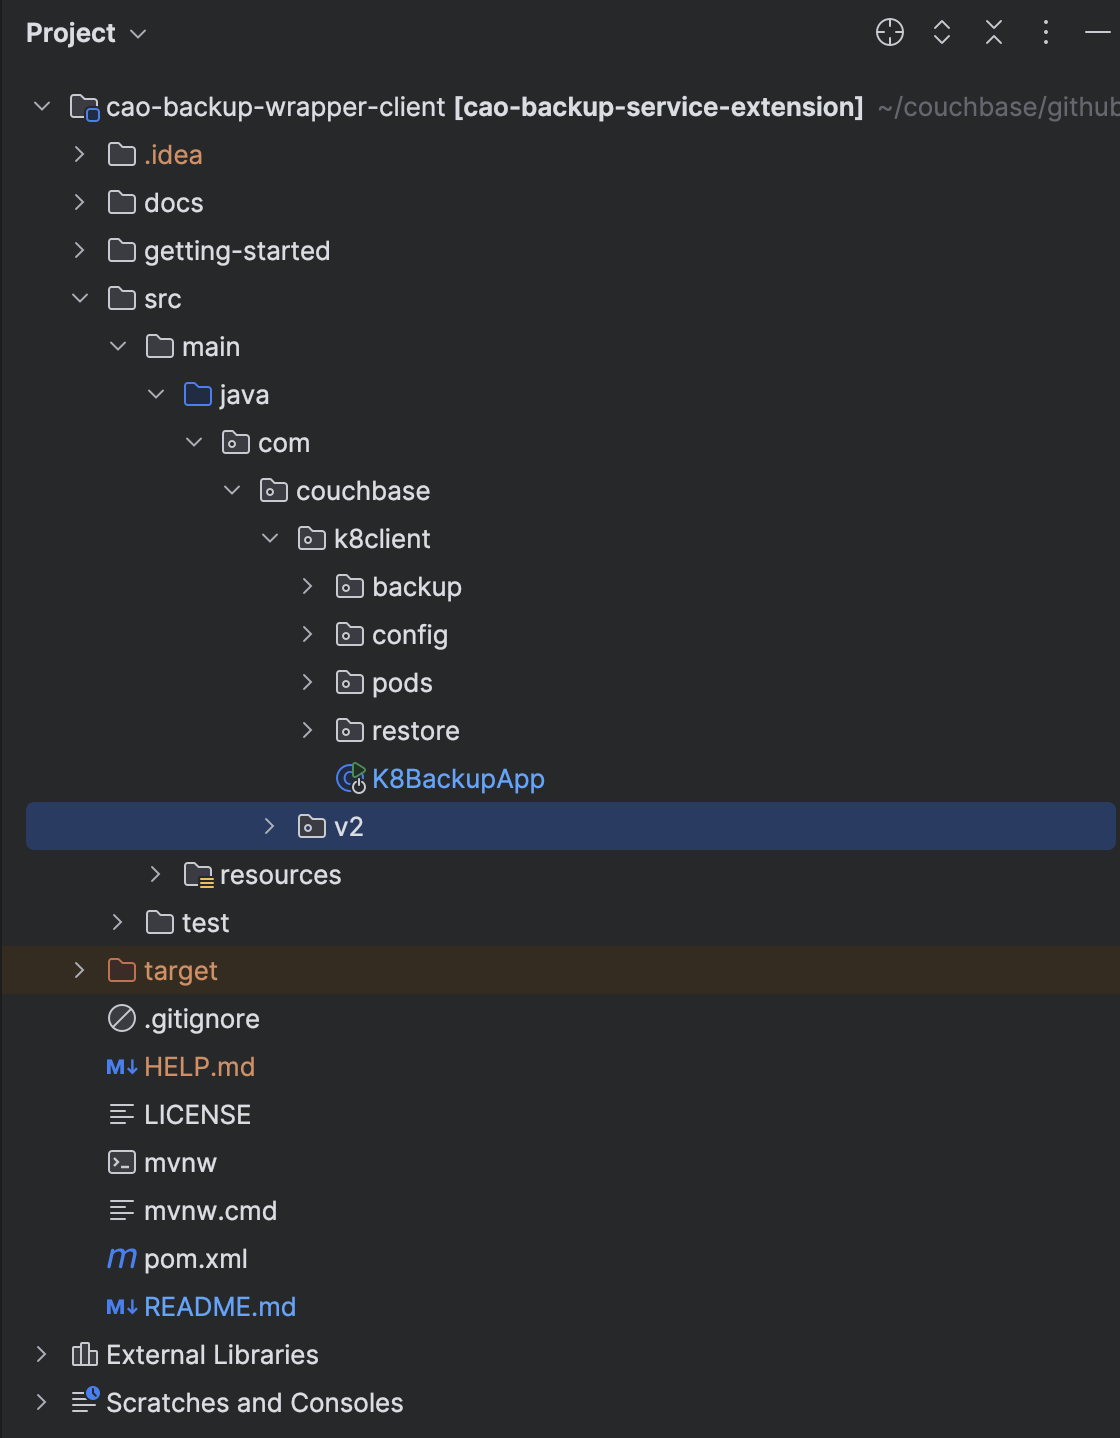 Project
cao-backup-wrapper-client [cao-backup-service-extension] ~/couchbase/github
.idea
docs
getting-started
src
main
java
com
couchbase
k8client
backup
config
pods
restore
K8BackupApp
v2
resources
test
target
.gitignore
M↓ HELP.md
LICENSE
mvnw
mvnw.cmd
m pom.xml
M↓ README.md
External Libraries
Scratches and Consoles